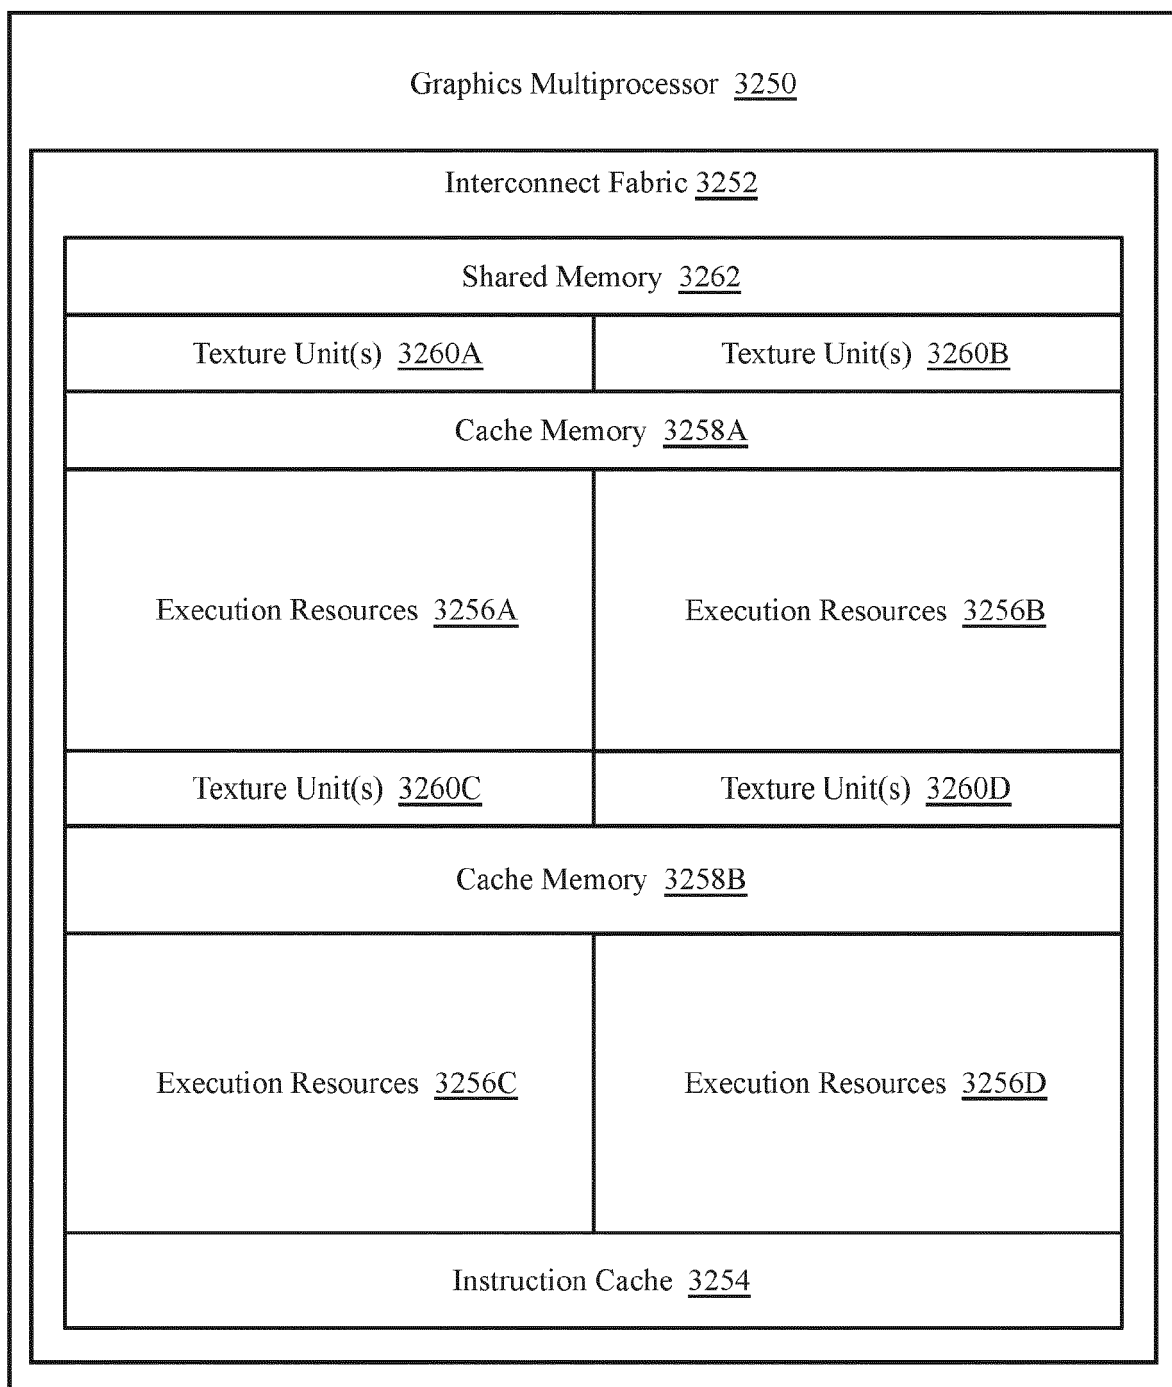 Graphics Multiprocessor 3250
Interconnect Fabric 3252
Shared Memory 3262
Texture Unit(s) 3260A
Texture Unit(s) 3260B
Cache Memory 3258A
Execution Resources 3256A
Execution Resources 3256B
Texture Unit(s) 3260C
Texture Unit(s) 3260D
Cache Memory 3258B
Execution Resources 3256C
Execution Resources 3256D
Instruction Cache 3254